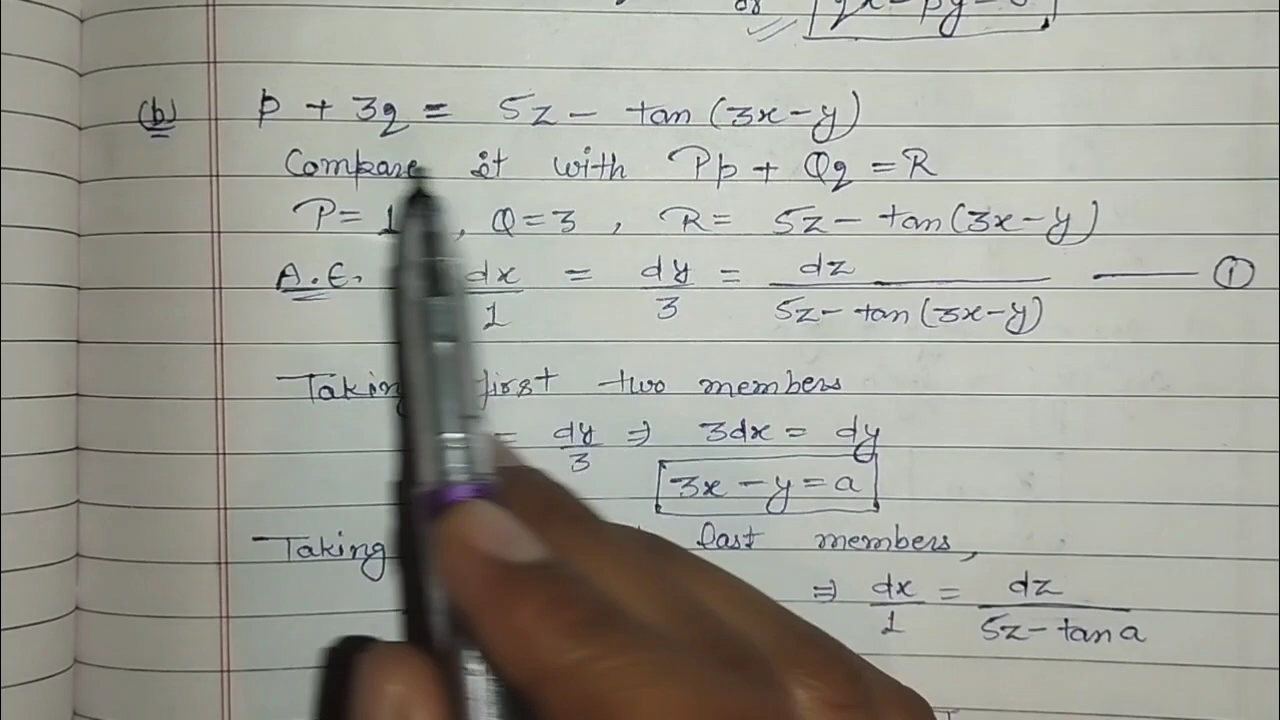 or
(b) p + 3q = 5z - tan(3x-y)
Compare it with Pp + Qq = R
P = 1, Q = 3, R = 5z - tan(3x-y)
A.E. dx/1 = dy/3 = dz/(5z - tan(3x-y)) ——— ①
Taking first two members
= dy/3 ⇒ 3dx = dy
3x - y = a
Taking last members,
⇒ dx/1 = dz/(5z - tan a)